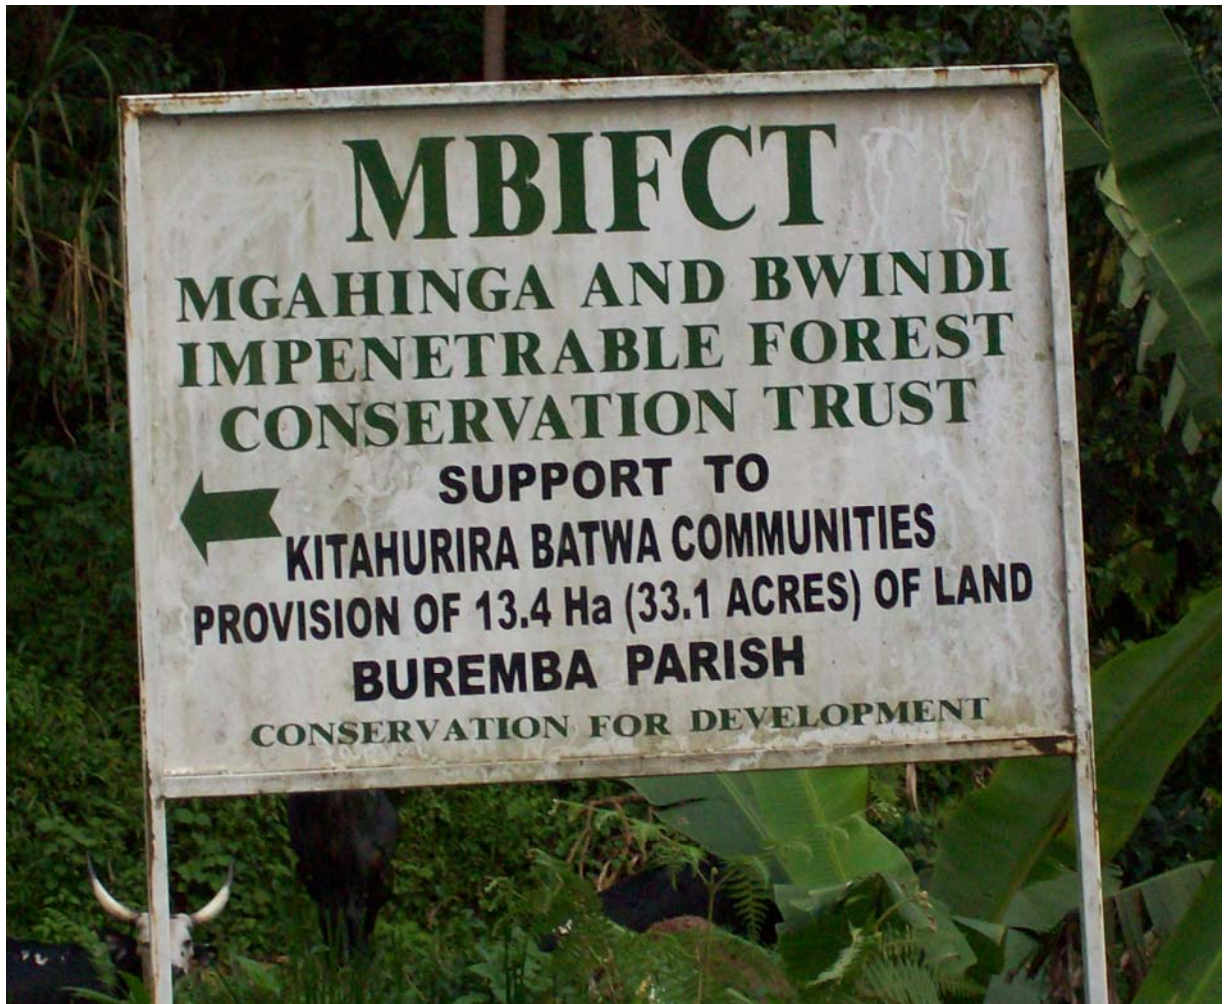 MBIFCT
MGAHINGA AND BWINDI
IMPENETRABLE FOREST
CONSERVATION TRUST
SUPPORT TO
KITAHURIRA BATWA COMMUNITIES
PROVISION OF 13.4 Ha (33.1 ACRES) OF LAND
BUREMBA PARISH
CONSERVATION FOR DEVELOPMENT